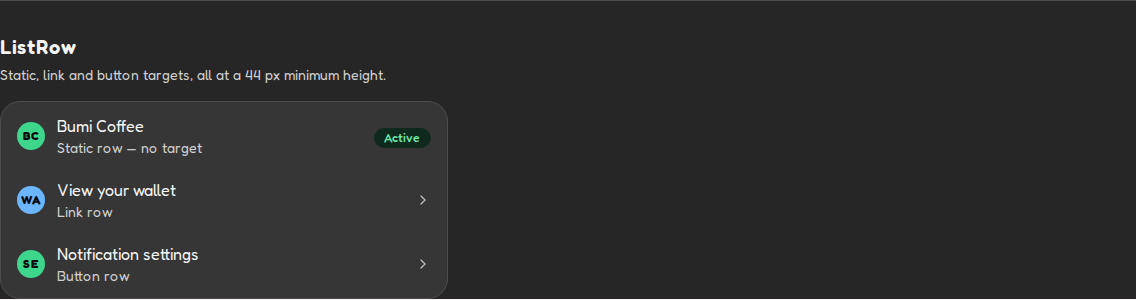 ListRow
Static, link and button targets, all at a 44 px minimum height.
BC
Bumi Coffee
Static row — no target
Active
WA
View your wallet
Link row
SE
Notification settings
Button row